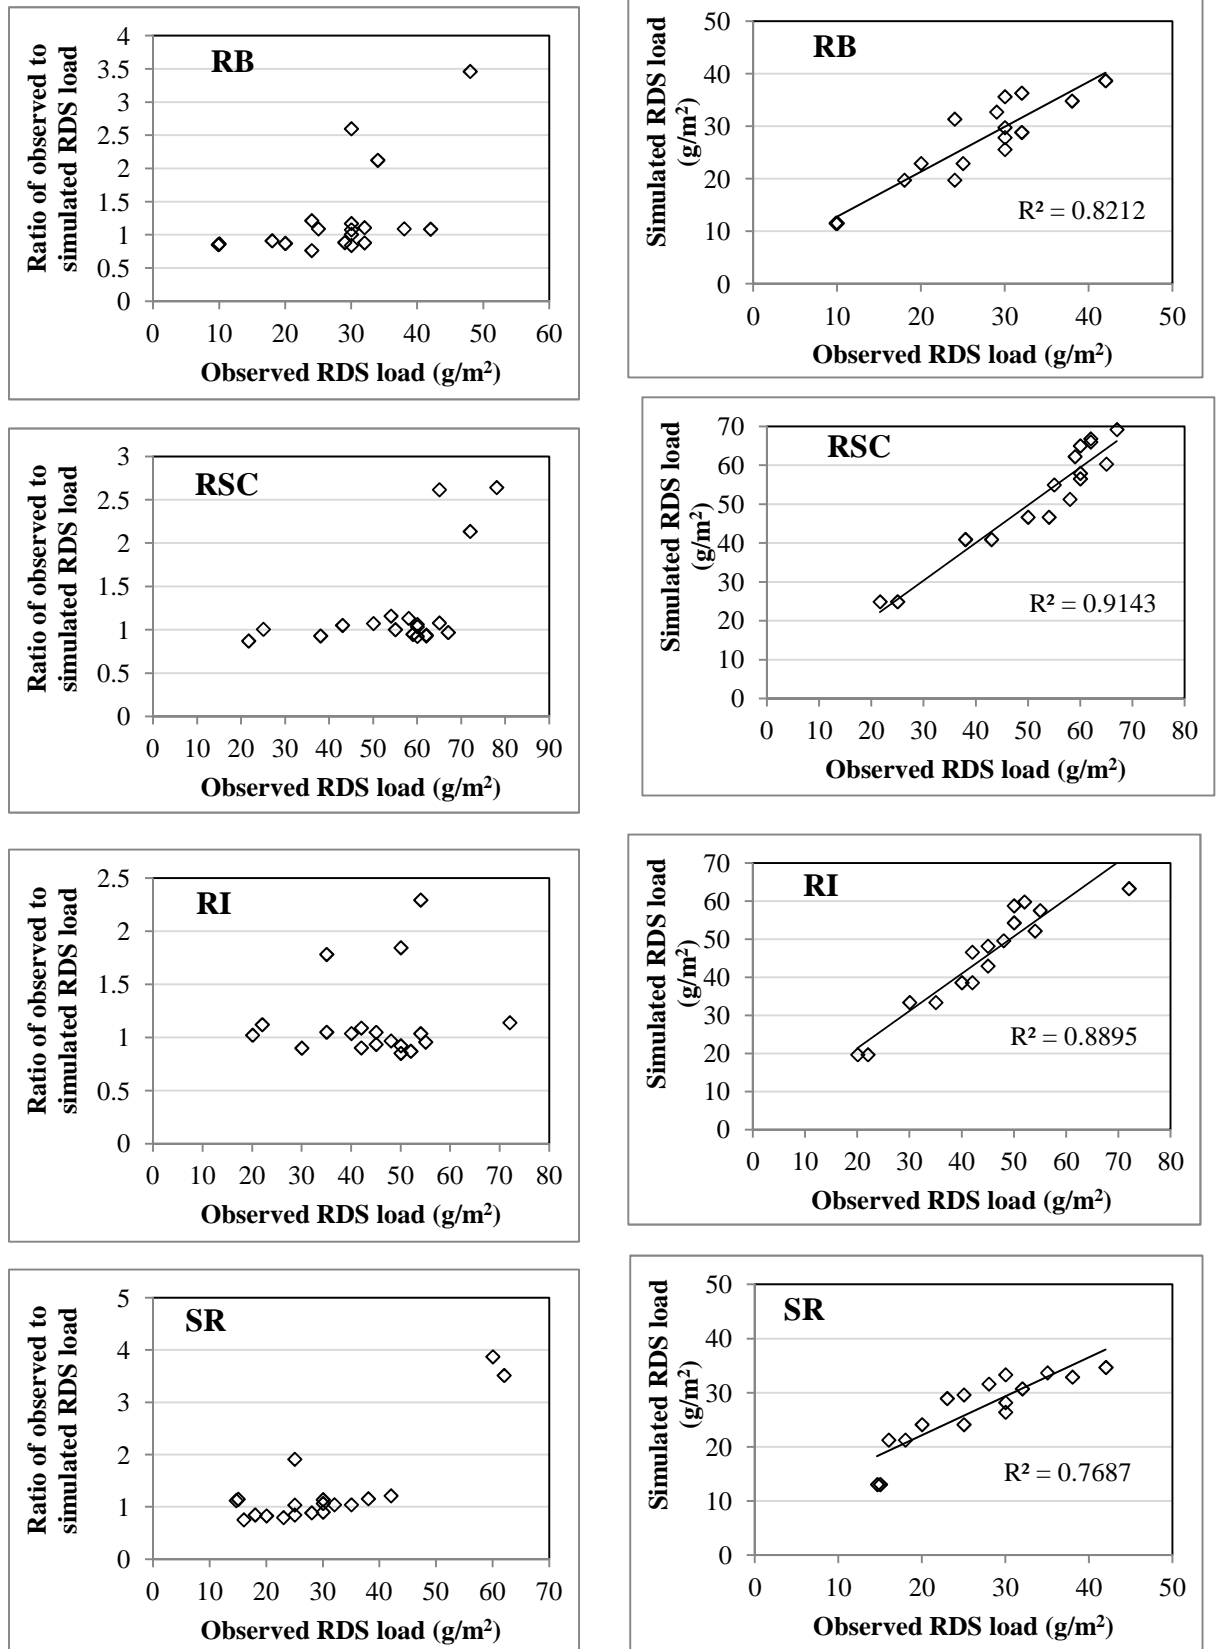 Ratio of observed to
simulated RDS load
4
3.5
3
2.5
2
1.5
1
0.5
0
RB
0 10 20 30 40 50 60
Observed RDS load (g/m²)
Simulated RDS load
(g/m²)
50
40
30
20
10
0
RB
R² = 0.8212
0 10 20 30 40 50
Observed RDS load (g/m²)
Ratio of observed to
simulated RDS load
3
2.5
2
1.5
1
0.5
0
RSC
0 10 20 30 40 50 60 70 80 90
Observed RDS load (g/m²)
Simulated RDS load
(g/m²)
70
60
50
40
30
20
10
0
RSC
R² = 0.9143
0 10 20 30 40 50 60 70 80
Observed RDS load (g/m²)
Ratio of observed to
simulated RDS load
2.5
2
1.5
1
0.5
0
RI
0 10 20 30 40 50 60 70 80
Observed RDS load (g/m²)
Simulated RDS load
(g/m²)
70
60
50
40
30
20
10
0
RI
R² = 0.8895
0 10 20 30 40 50 60 70 80
Observed RDS load (g/m²)
Ratio of observed to
simulated RDS load
5
4
3
2
1
0
SR
0 10 20 30 40 50 60 70
Observed RDS load (g/m²)
Simulated RDS load
(g/m²)
50
40
30
20
10
0
SR
R² = 0.7687
0 10 20 30 40 50
Observed RDS load (g/m²)